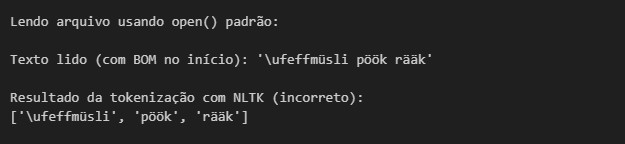 Lendo arquivo usando open() padrão:
Texto lido (com BOM no início): '\ufeffmüsli pöök rääk'
Resultado da tokenização com NLTK (incorreto):
['\ufeffmüsli', 'pöök', 'rääk']